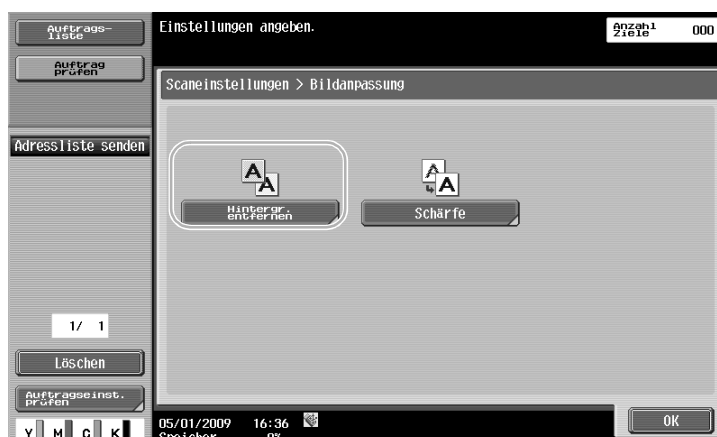 Auftrags-
liste
Auftrag
prüfen
Adressliste senden
1/ 1
Löschen
Auftragseinst.
prüfen
Y M C K
Einstellungen angeben.
Anzahl
Ziele 000
Scaneinstellungen > Bildanpassung
A
A
Hintergr.
entfernen
A
A
Schärfe
05/01/2009 16:36
Speicher 0%
OK